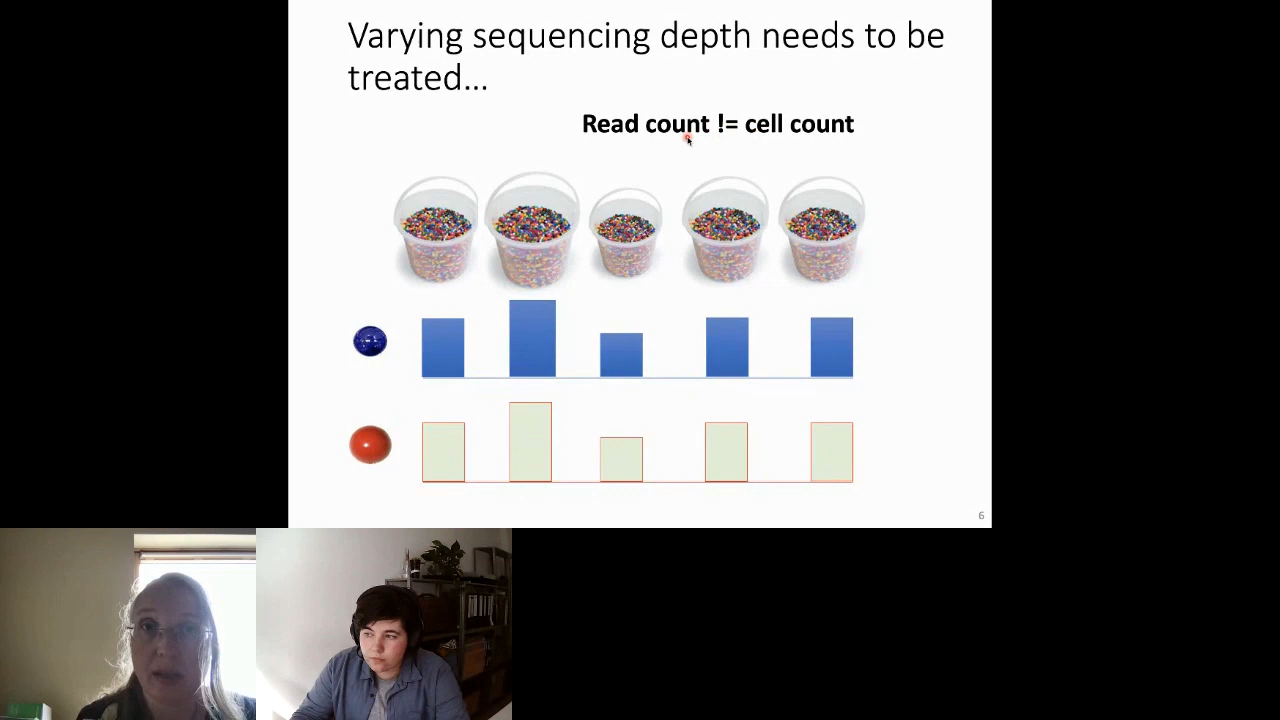 Varying sequencing depth needs to be
treated...
Read count != cell count
6